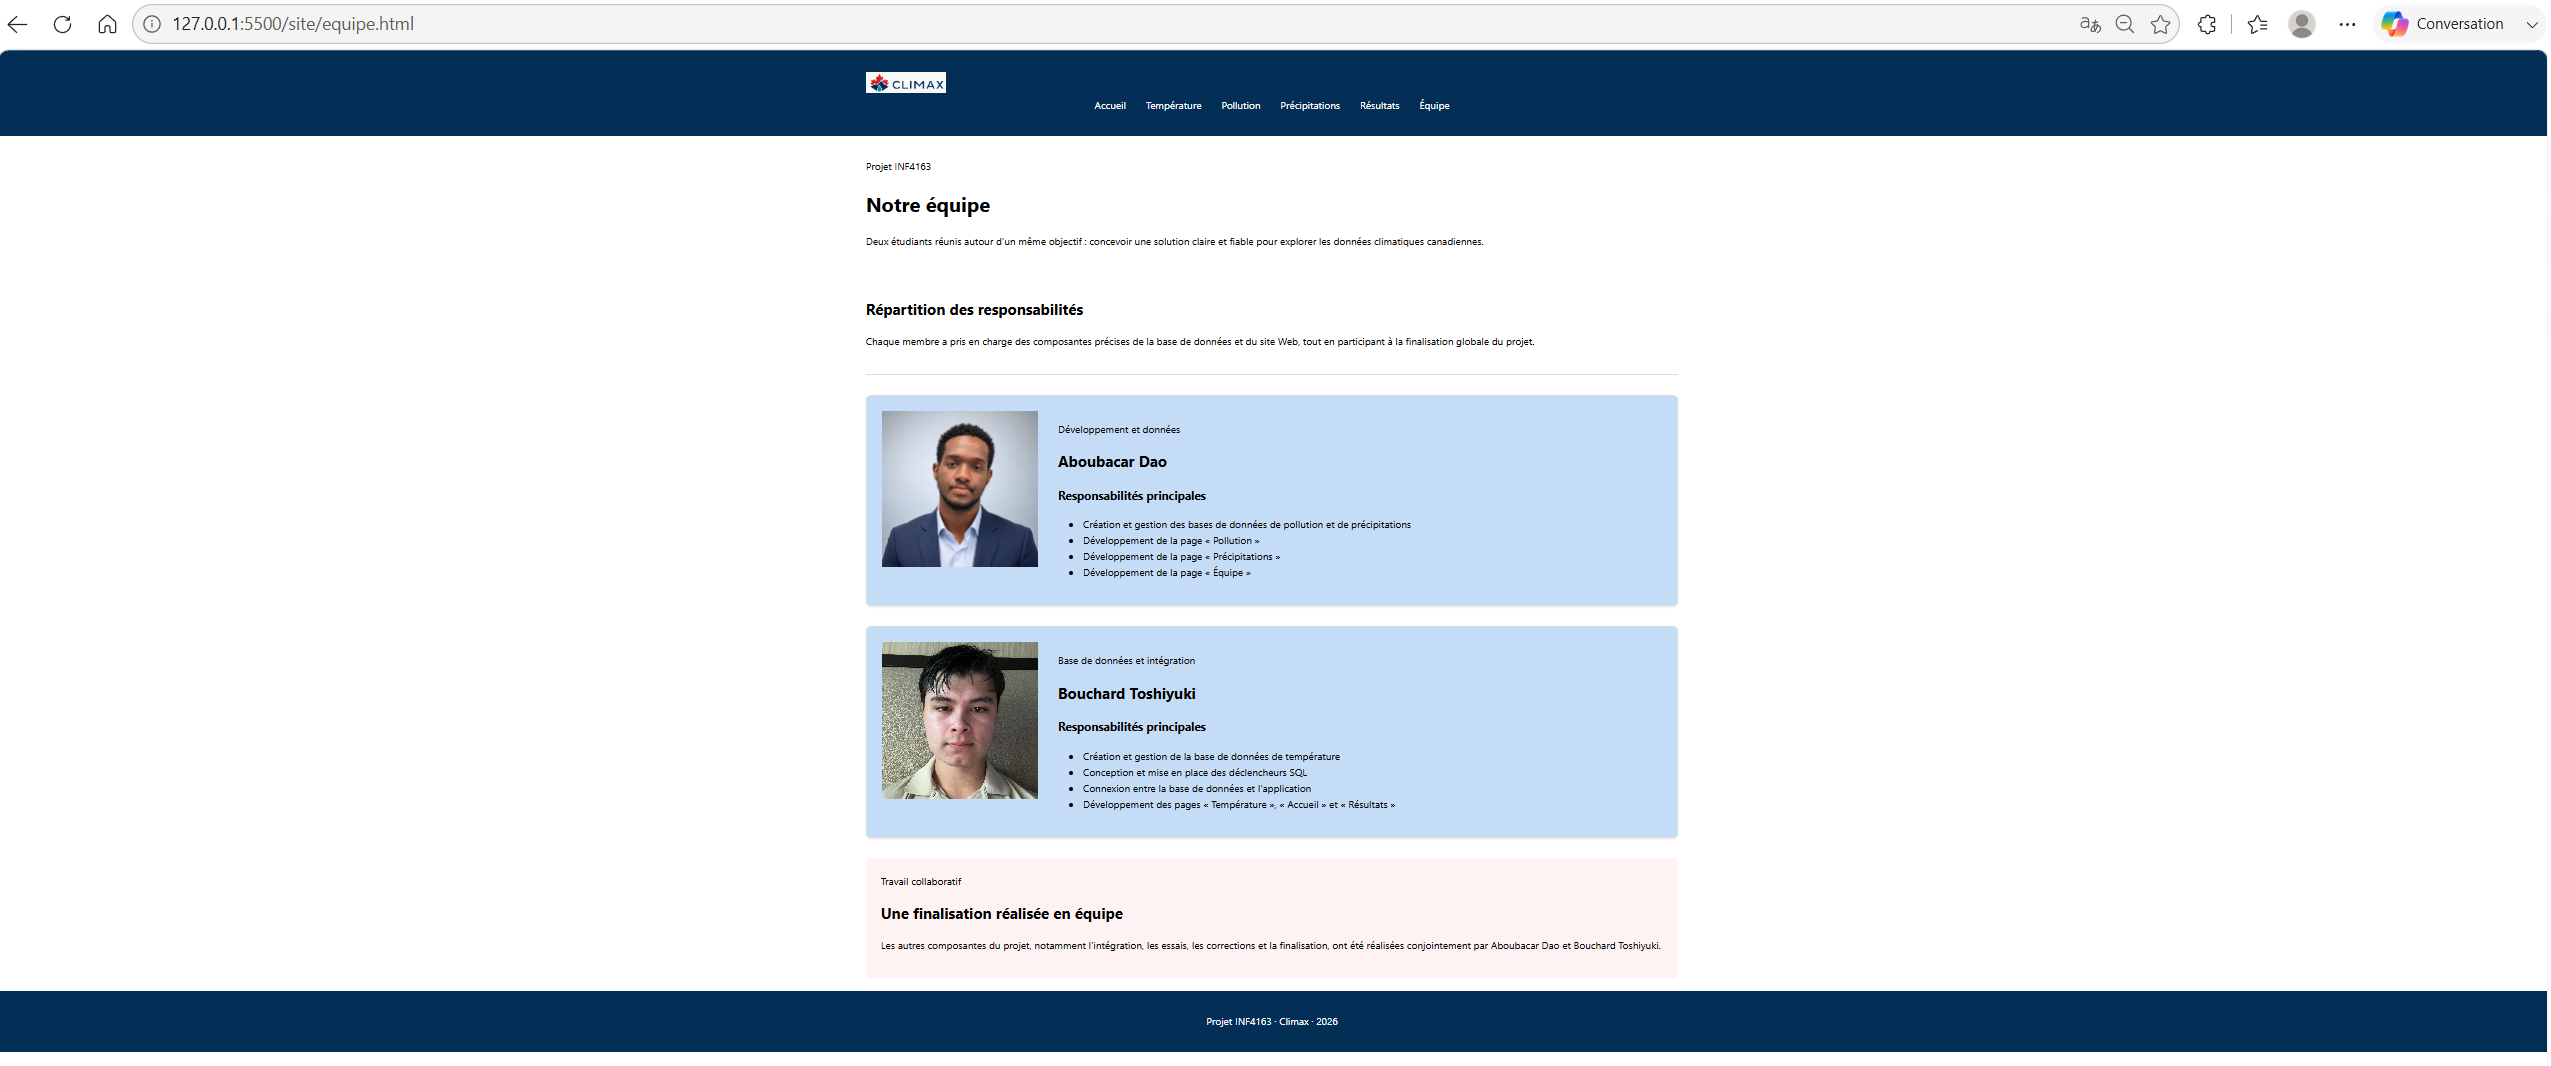 127.0.0.1:5500/site/equipe.html
Conversation
CLIMAX
Accueil Température Pollution Précipitations Résultats Équipe
Projet INF4163
Notre équipe
Deux étudiants réunis autour d'un même objectif : concevoir une solution claire et fiable pour explorer les données climatiques canadiennes.
Répartition des responsabilités
Chaque membre a pris en charge des composantes précises de la base de données et du site Web, tout en participant à la finalisation globale du projet.
Développement et données
Aboubacar Dao
Responsabilités principales
• Création et gestion des bases de données de pollution et de précipitations
• Développement de la page « Pollution »
• Développement de la page « Précipitations »
• Développement de la page « Équipe »
Base de données et intégration
Bouchard Toshiyuki
Responsabilités principales
• Création et gestion de la base de données de température
• Conception et mise en place des déclencheurs SQL
• Connexion entre la base de données et l'application
• Développement des pages « Température », « Accueil » et « Résultats »
Travail collaboratif
Une finalisation réalisée en équipe
Les autres composantes du projet, notamment l'intégration, les essais, les corrections et la finalisation, ont été réalisées conjointement par Aboubacar Dao et Bouchard Toshiyuki.
Projet INF4163 · Climax · 2026